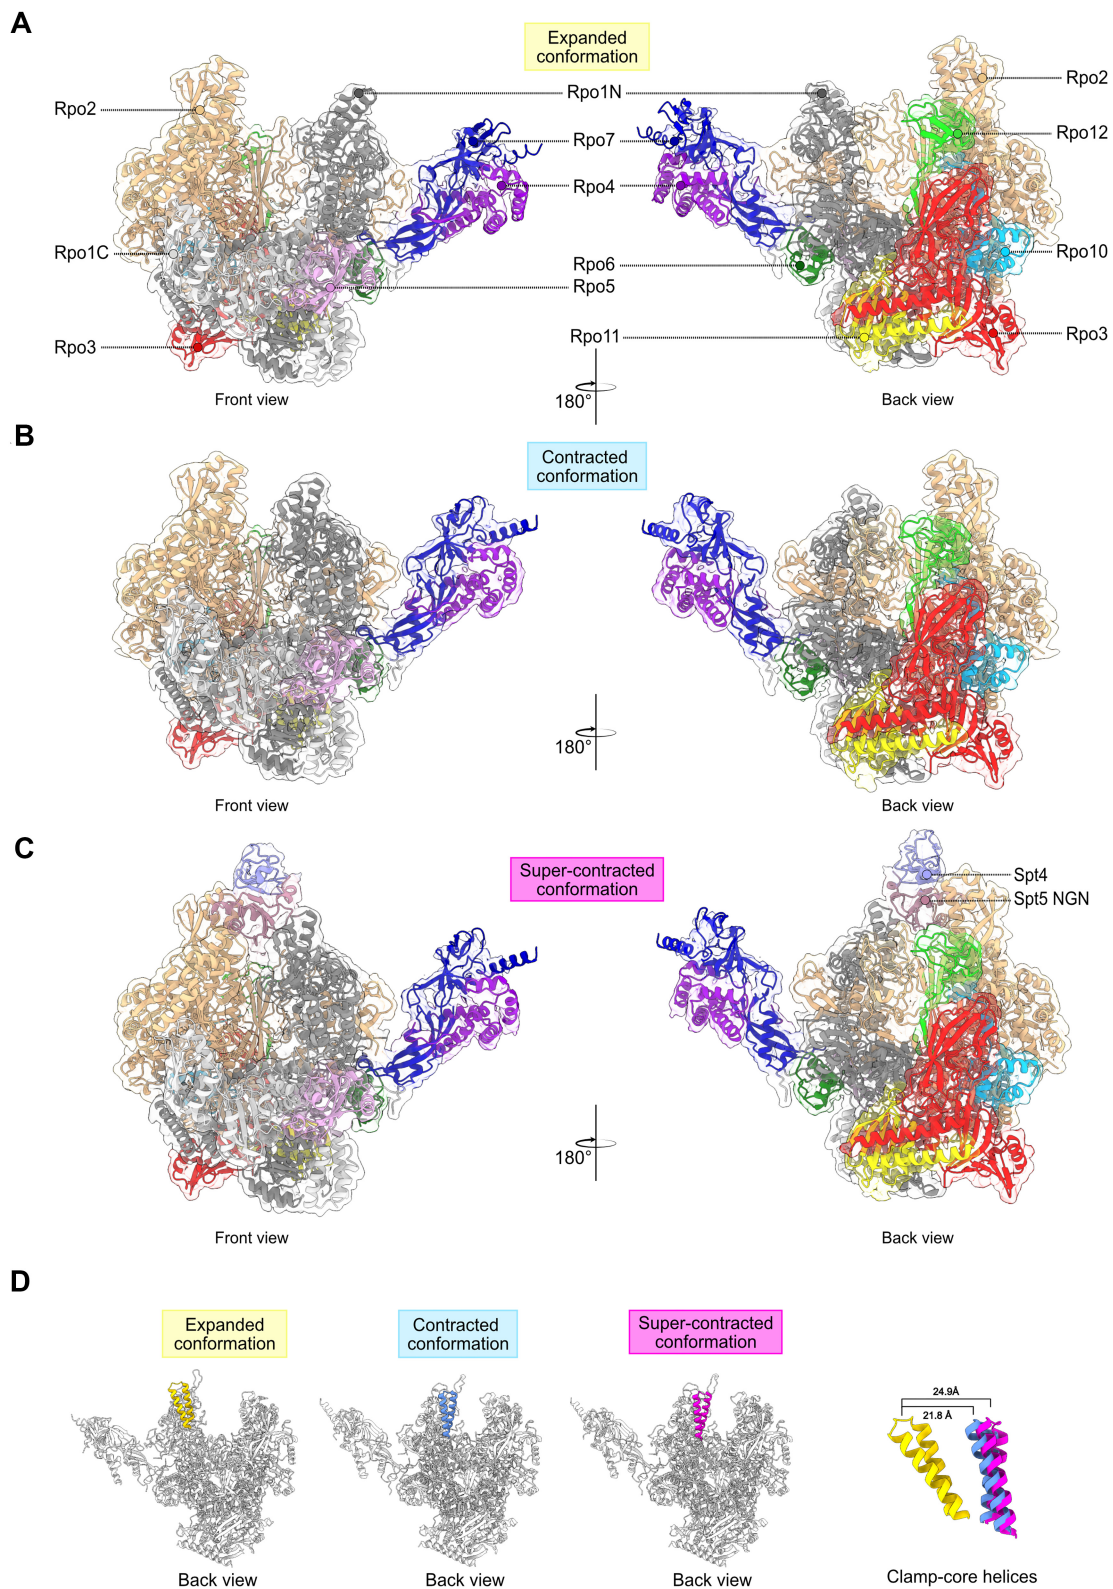 A
Expanded
conformation
Rpo2
Rpo1N
Rpo2
Rpo7
Rpo12
Rpo4
Rpo1C
Rpo6
Rpo10
Rpo5
Rpo3
Rpo11
Rpo3
Front view
180°
Back view
B
Contracted
conformation
180°
Front view
Back view
C
Super-contracted
conformation
Spt4
Spt5 NGN
180°
Front view
Back view
D
Expanded
conformation
Contracted
conformation
Super-contracted
conformation
24.9Å
21.8 Å
Back view
Back view
Back view
Clamp-core helices